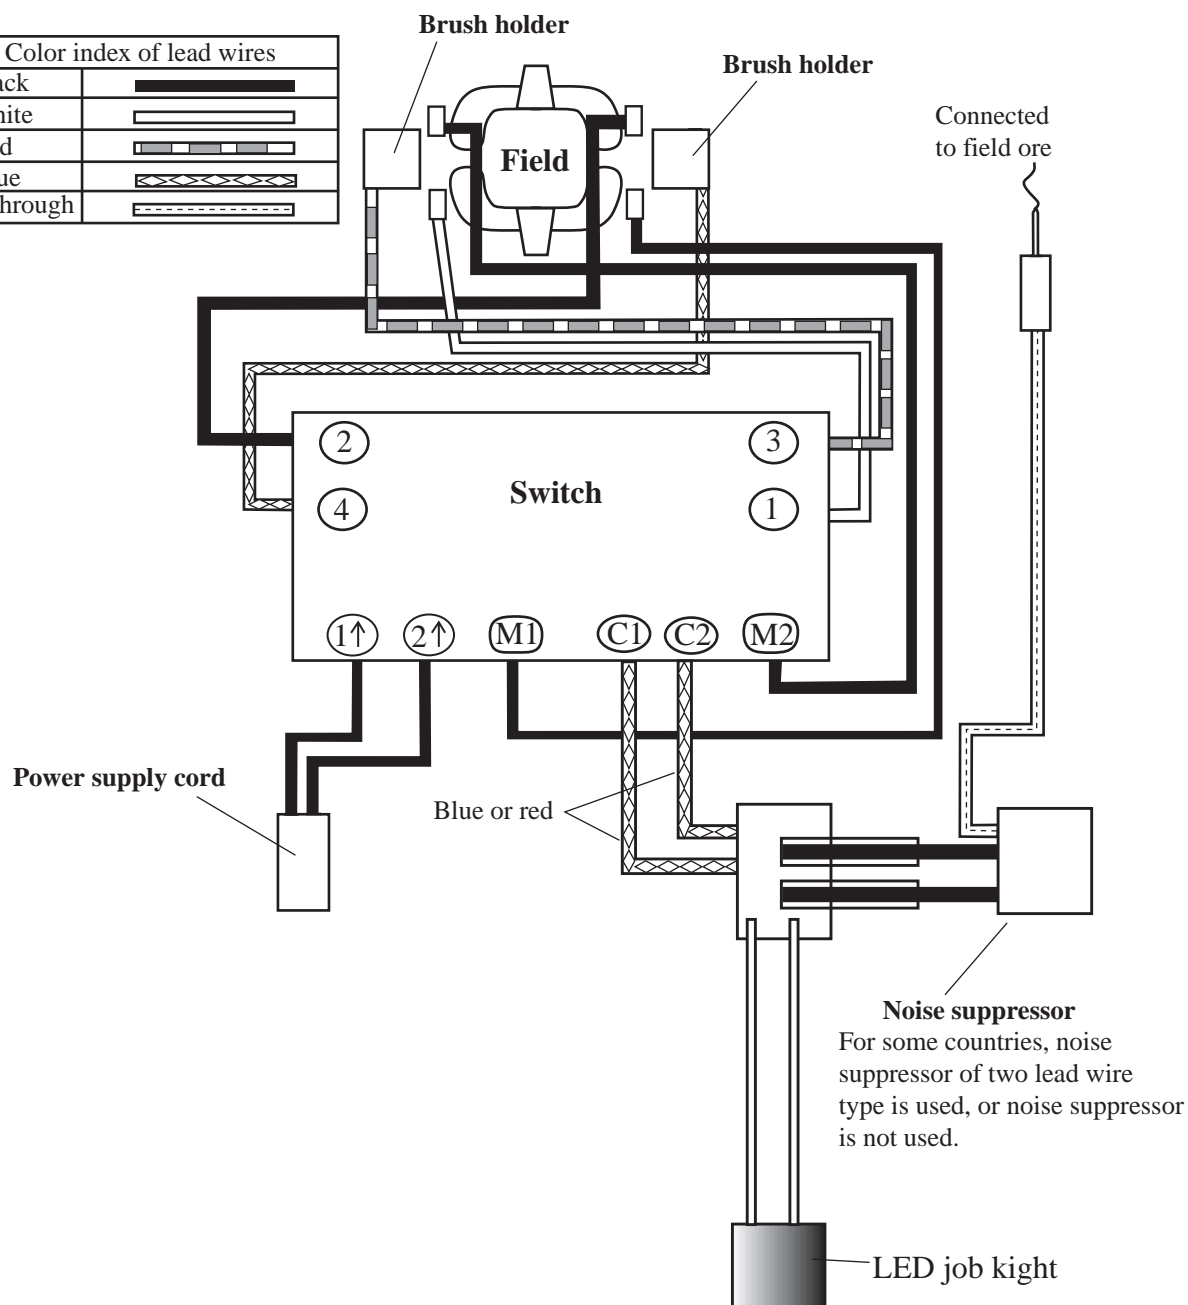 Brush holder
Color index of lead wires
ack
hite
d
ue
hrough
Brush holder
Connected
to field ore
Field
2
3
Switch
4
1
1↑
2↑
M1
C1
C2
M2
Power supply cord
Blue or red
Noise suppressor
For some countries, noise
suppressor of two lead wire
type is used, or noise suppressor
is not used.
LED job kight